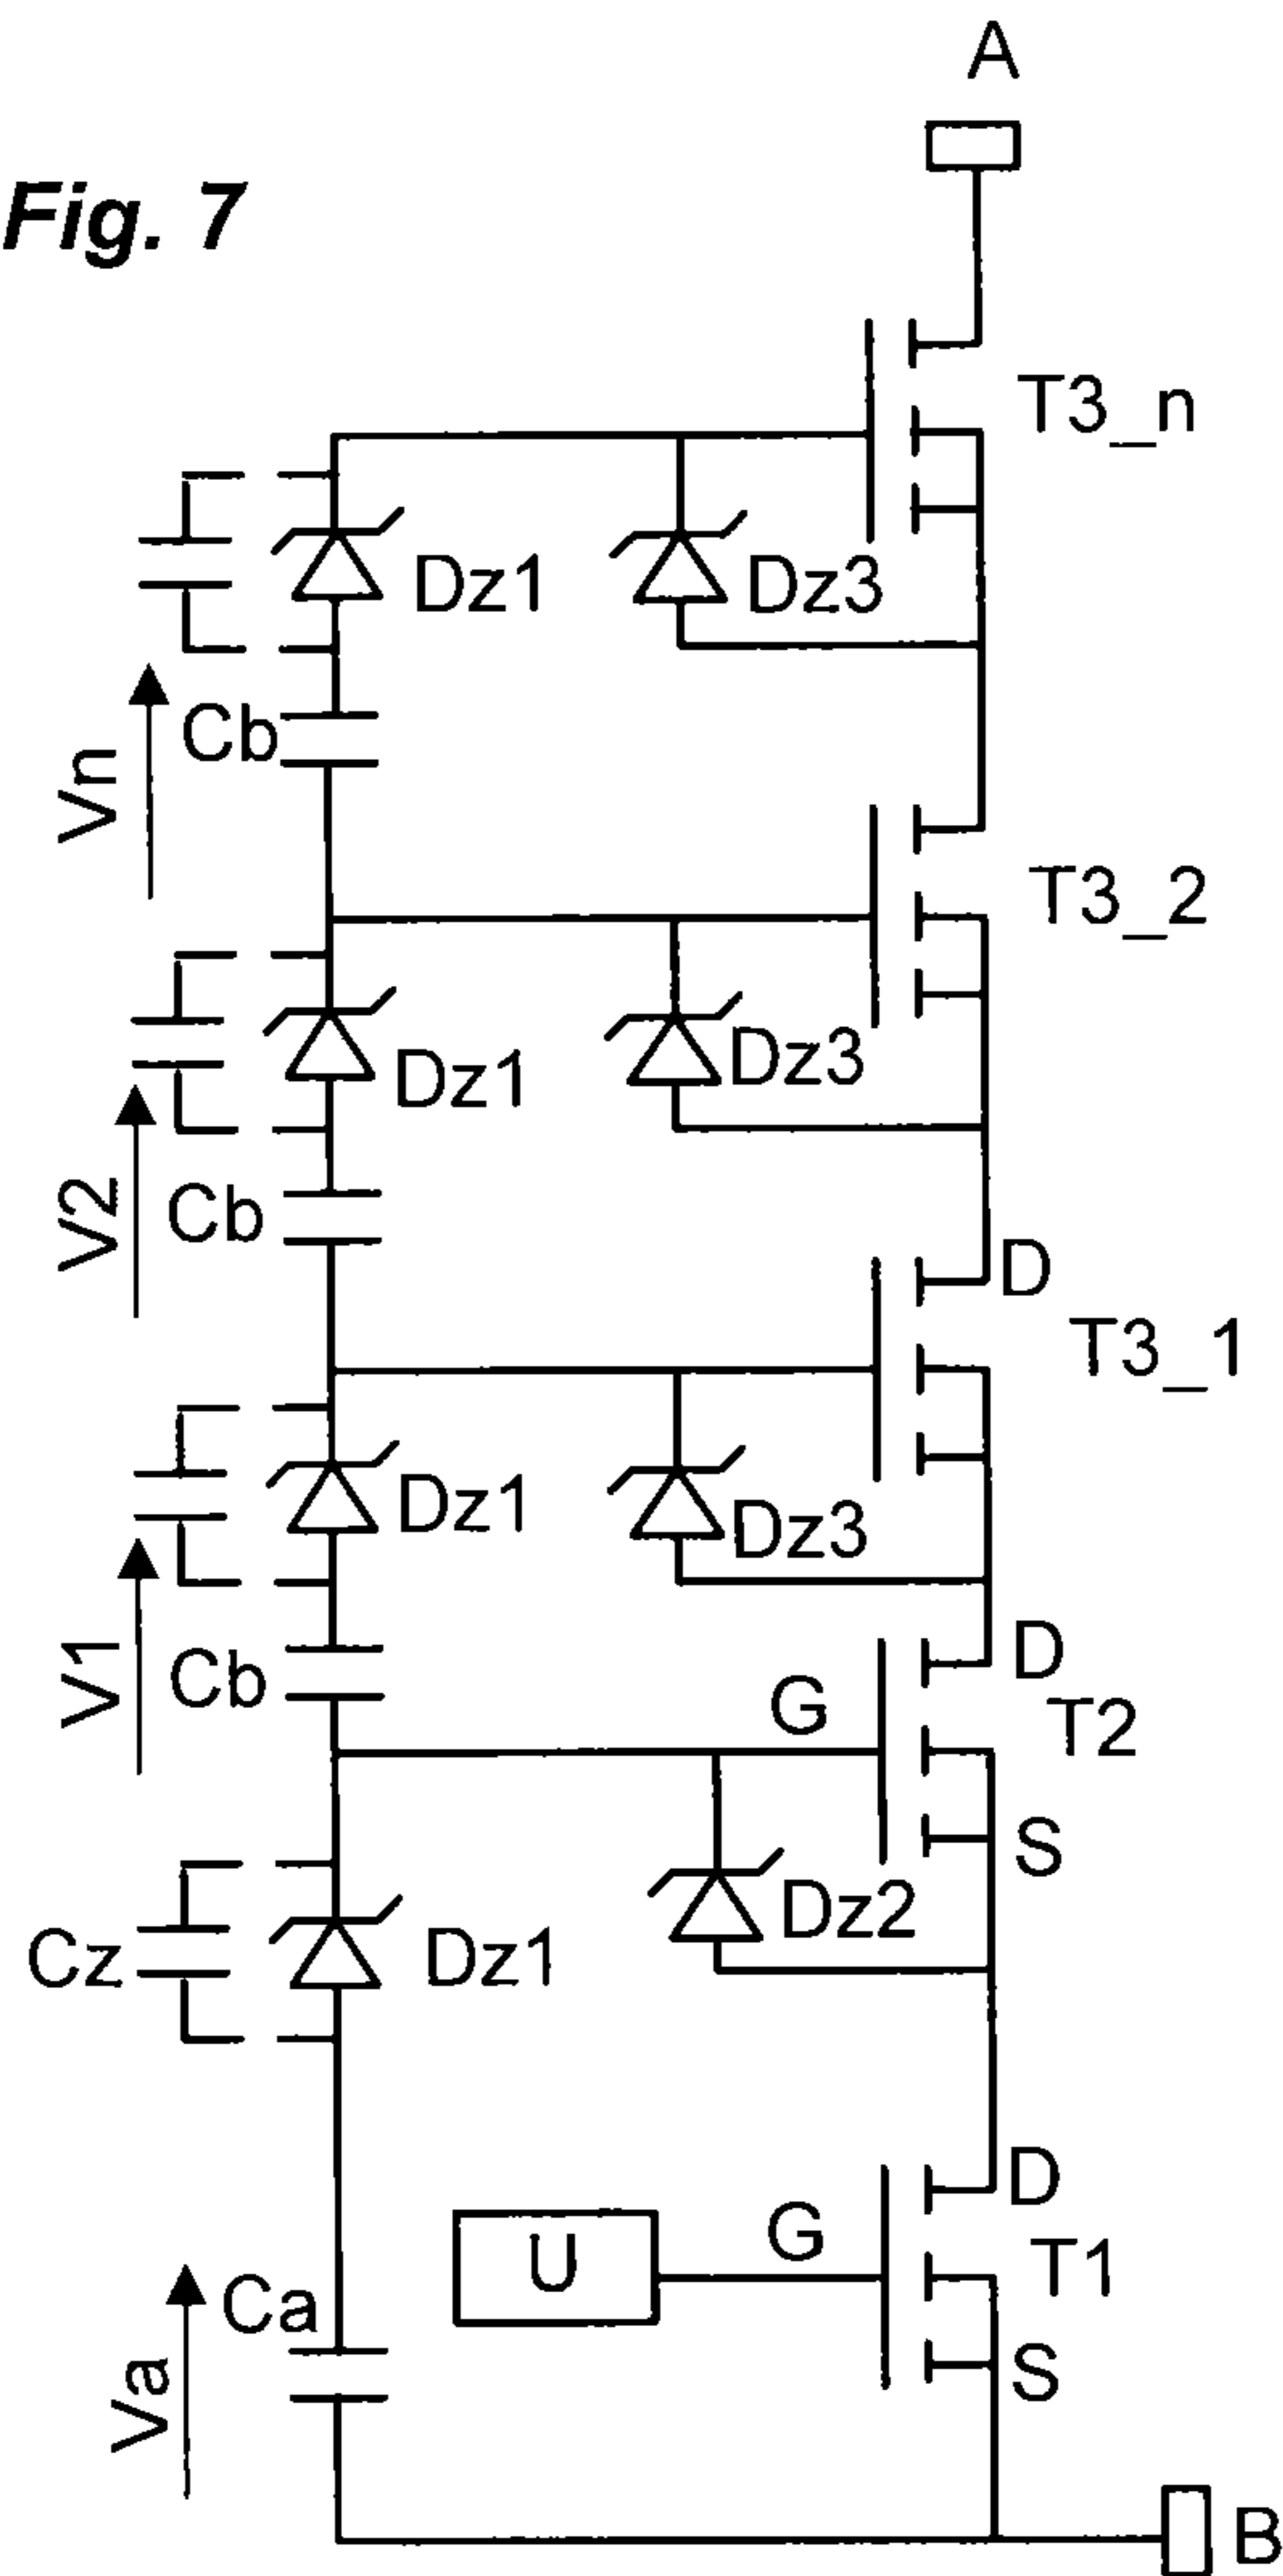 A
Fig. 7
T3_n
Dz1
Dz3
Cb
Vn
T3_2
Dz1
Dz3
V2
Cb
D
T3_1
Dz1
Dz3
V1
Cb
G
D
T2
S
Dz2
Cz
Dz1
D
U
G
T1
Ca
S
Va
B